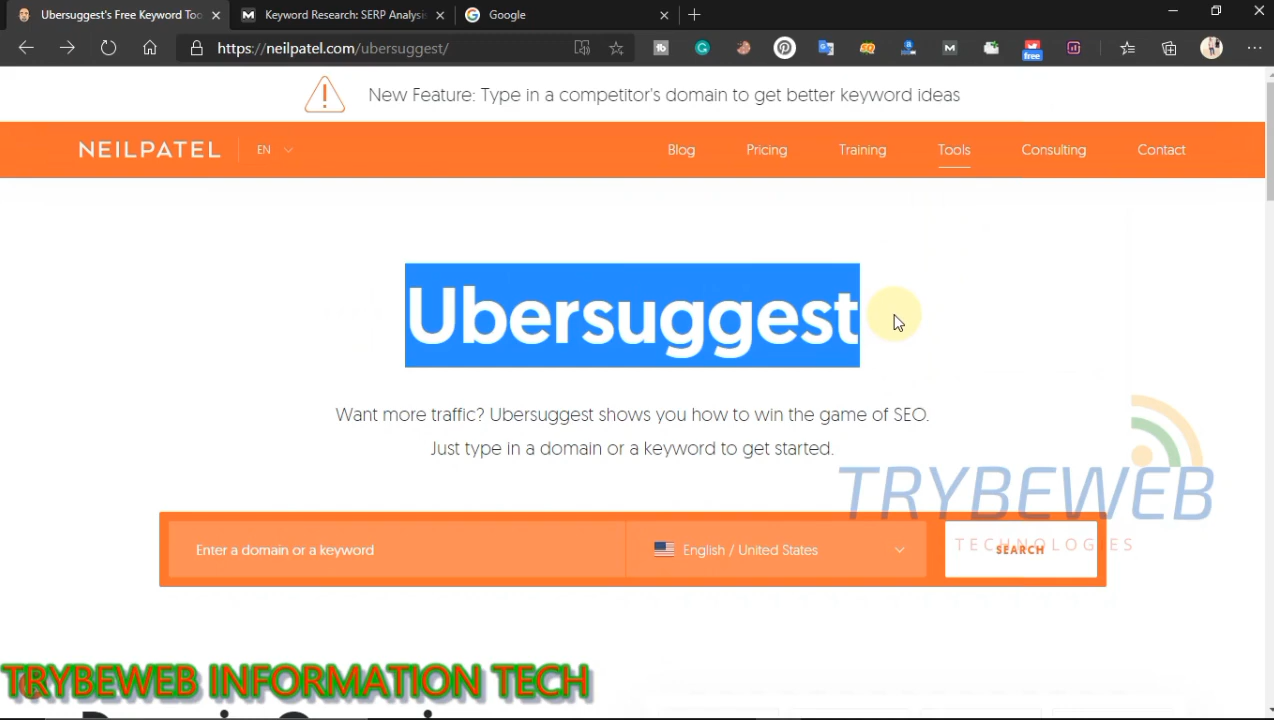 Ubersuggest's Free Keyword Too
Keyword Research: SERP Analysis
Google
https://neilpatel.com/ubersuggest/
free
New Feature: Type in a competitor's domain to get better keyword ideas
NEILPATEL
EN
Blog
Pricing
Training
Tools
Consulting
Contact
Ubersuggest
Want more traffic? Ubersuggest shows you how to win the game of SEO.
Just type in a domain or a keyword to get started.
TRYBEWEB
TECHNOLOGIES
Enter a domain or a keyword
English / United States
SEARCH
TRYBEWEB INFORMATION TECH